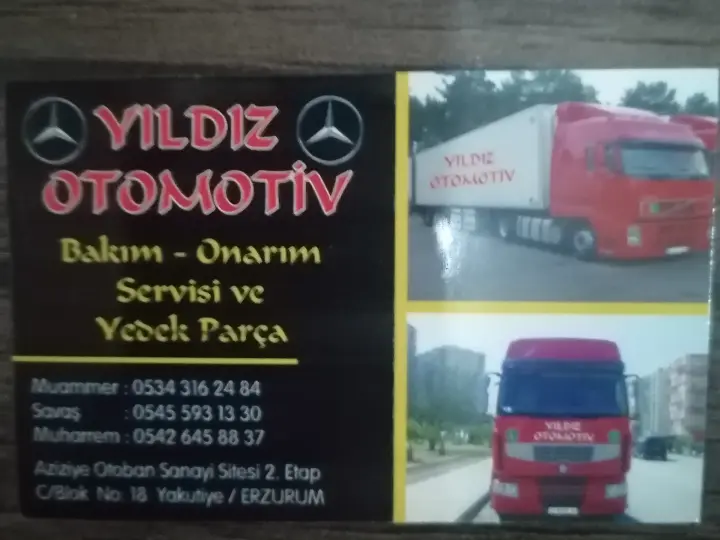 YILDIZ
OTOMOTİV
Bakım - Onarım
Servisi ve
Yedek Parça
Muammer : 0534 316 24 84
Savaş : 0545 593 13 30
Muharrem : 0542 645 88 37
Aziziye Otoban Sanayi Sitesi 2. Etap
C/Blok No: 18 Yakutiye / ERZURUM
YILDIZ
OTOMOTİV
YILDIZ
OTOMOTİV